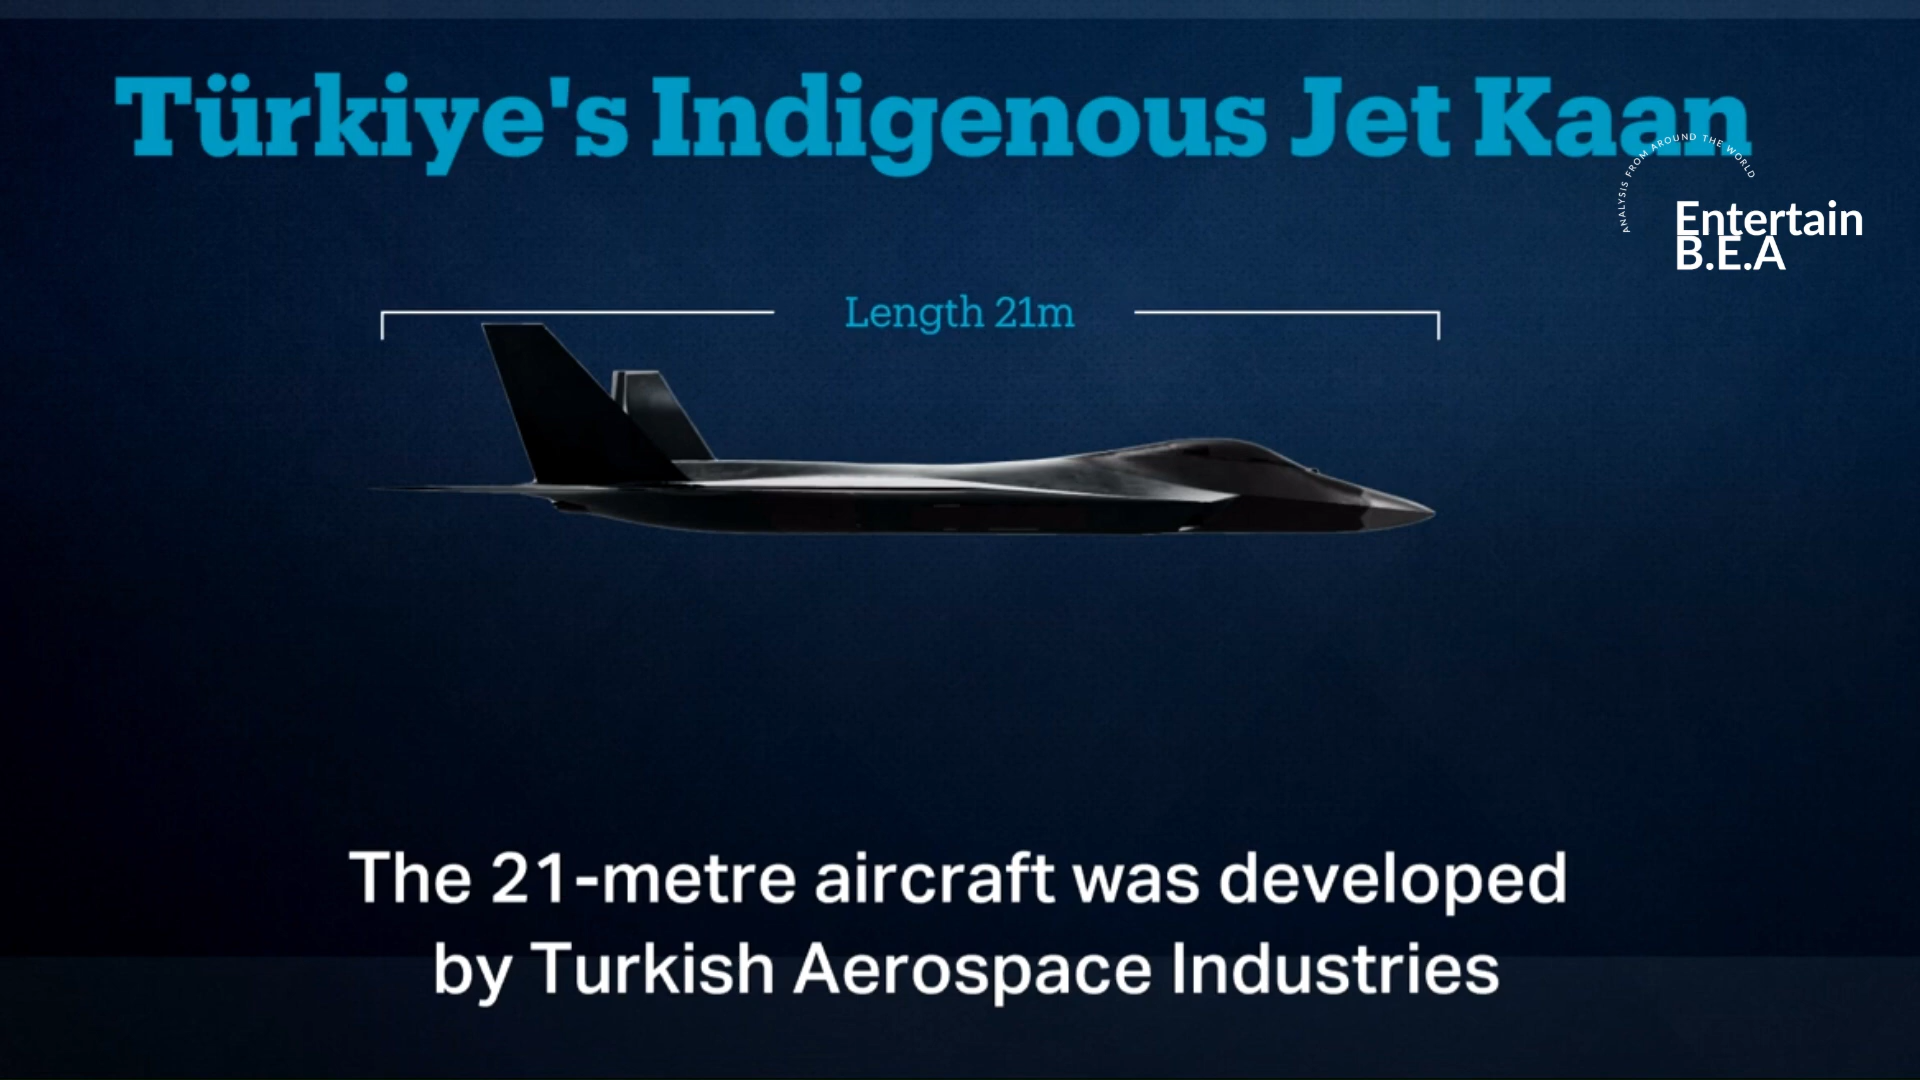 Türkiye's Indigenous Jet Kaan
ANALYSIS FROM AROUND THE WORLD
Entertain
B.E.A
Length 21m
The 21-metre aircraft was developed
by Turkish Aerospace Industries